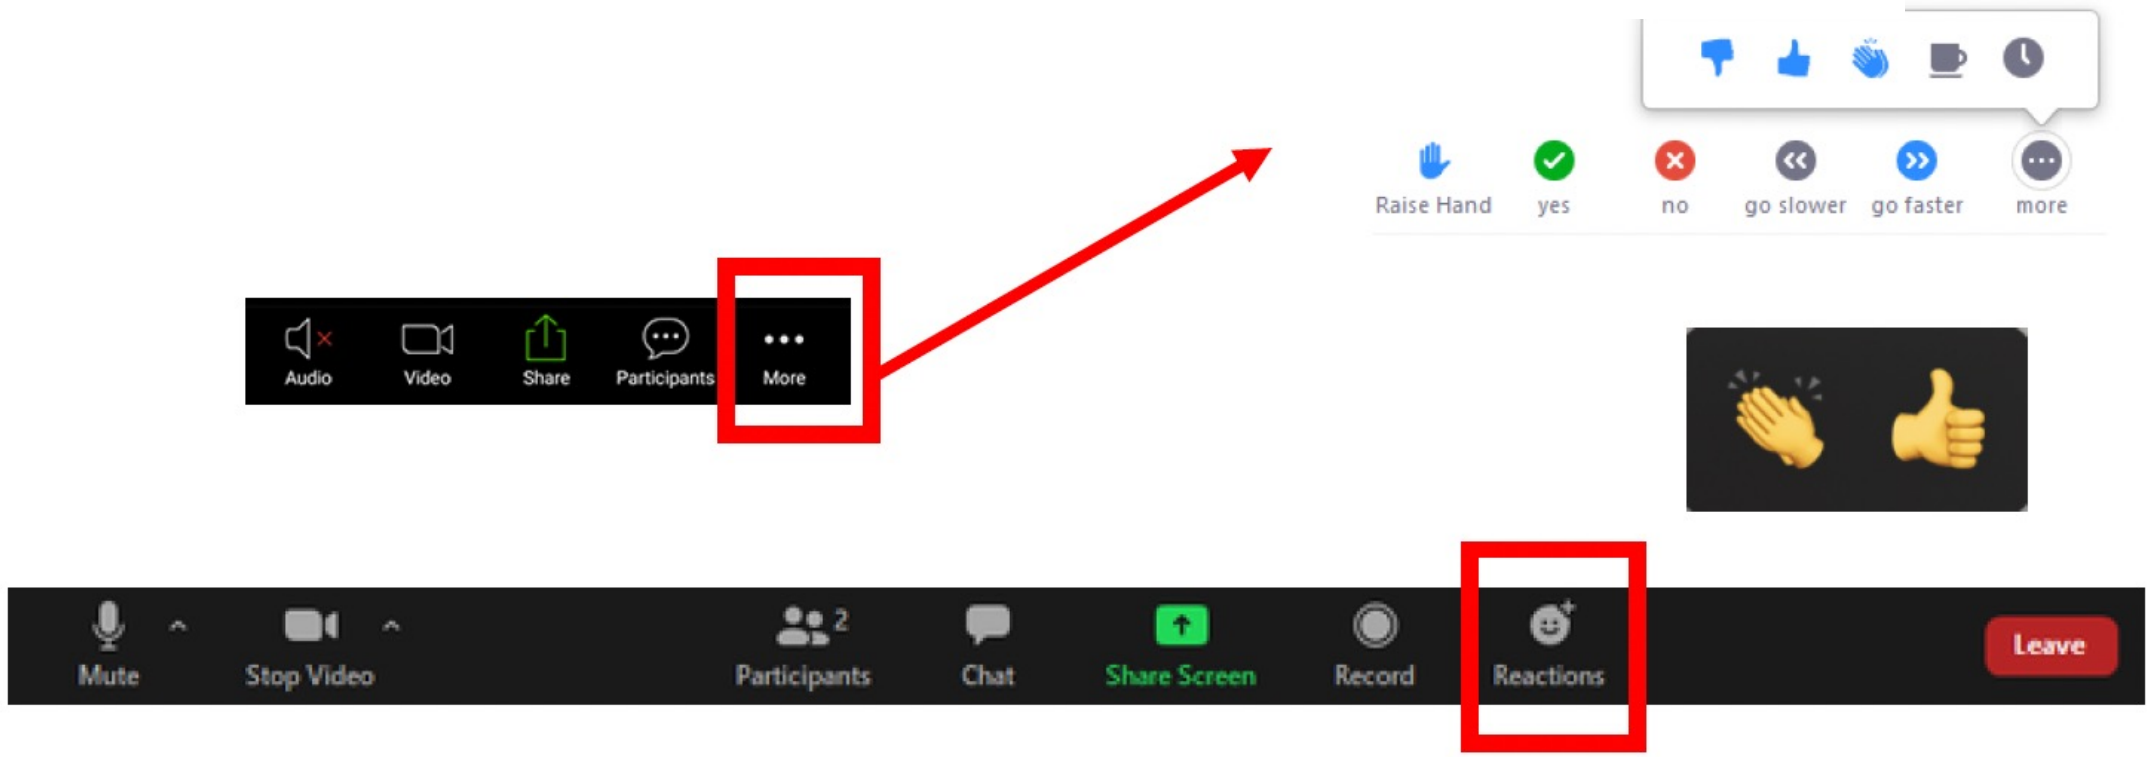 Raise Hand yes no go slower go faster more
Audio Video Share Participants More
2
Mute Stop Video Participants Chat Share Screen Record Reactions Leave